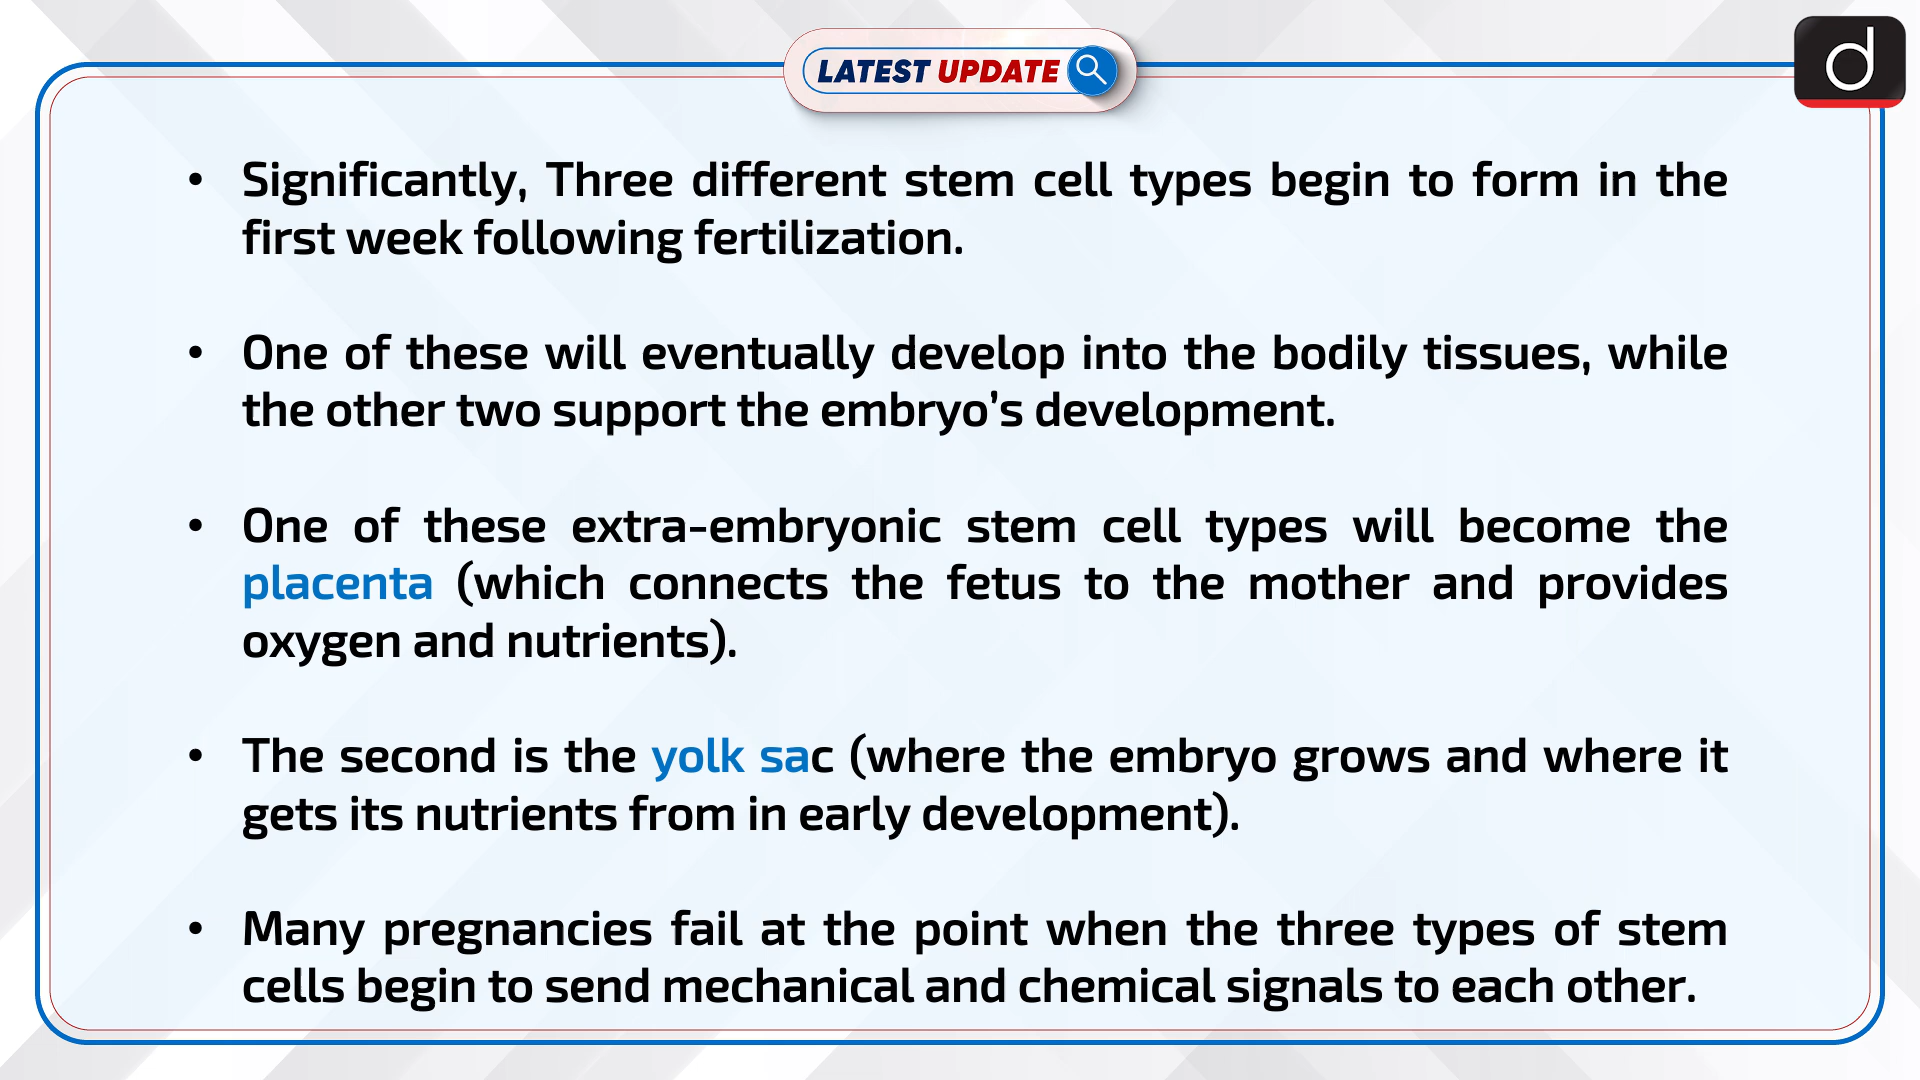 LATEST UPDATE
d
• Significantly, Three different stem cell types begin to form in the
first week following fertilization.
• One of these will eventually develop into the bodily tissues, while
the other two support the embryo’s development.
• One of these extra-embryonic stem cell types will become the
placenta (which connects the fetus to the mother and provides
oxygen and nutrients).
• The second is the yolk sac (where the embryo grows and where it
gets its nutrients from in early development).
• Many pregnancies fail at the point when the three types of stem
cells begin to send mechanical and chemical signals to each other.